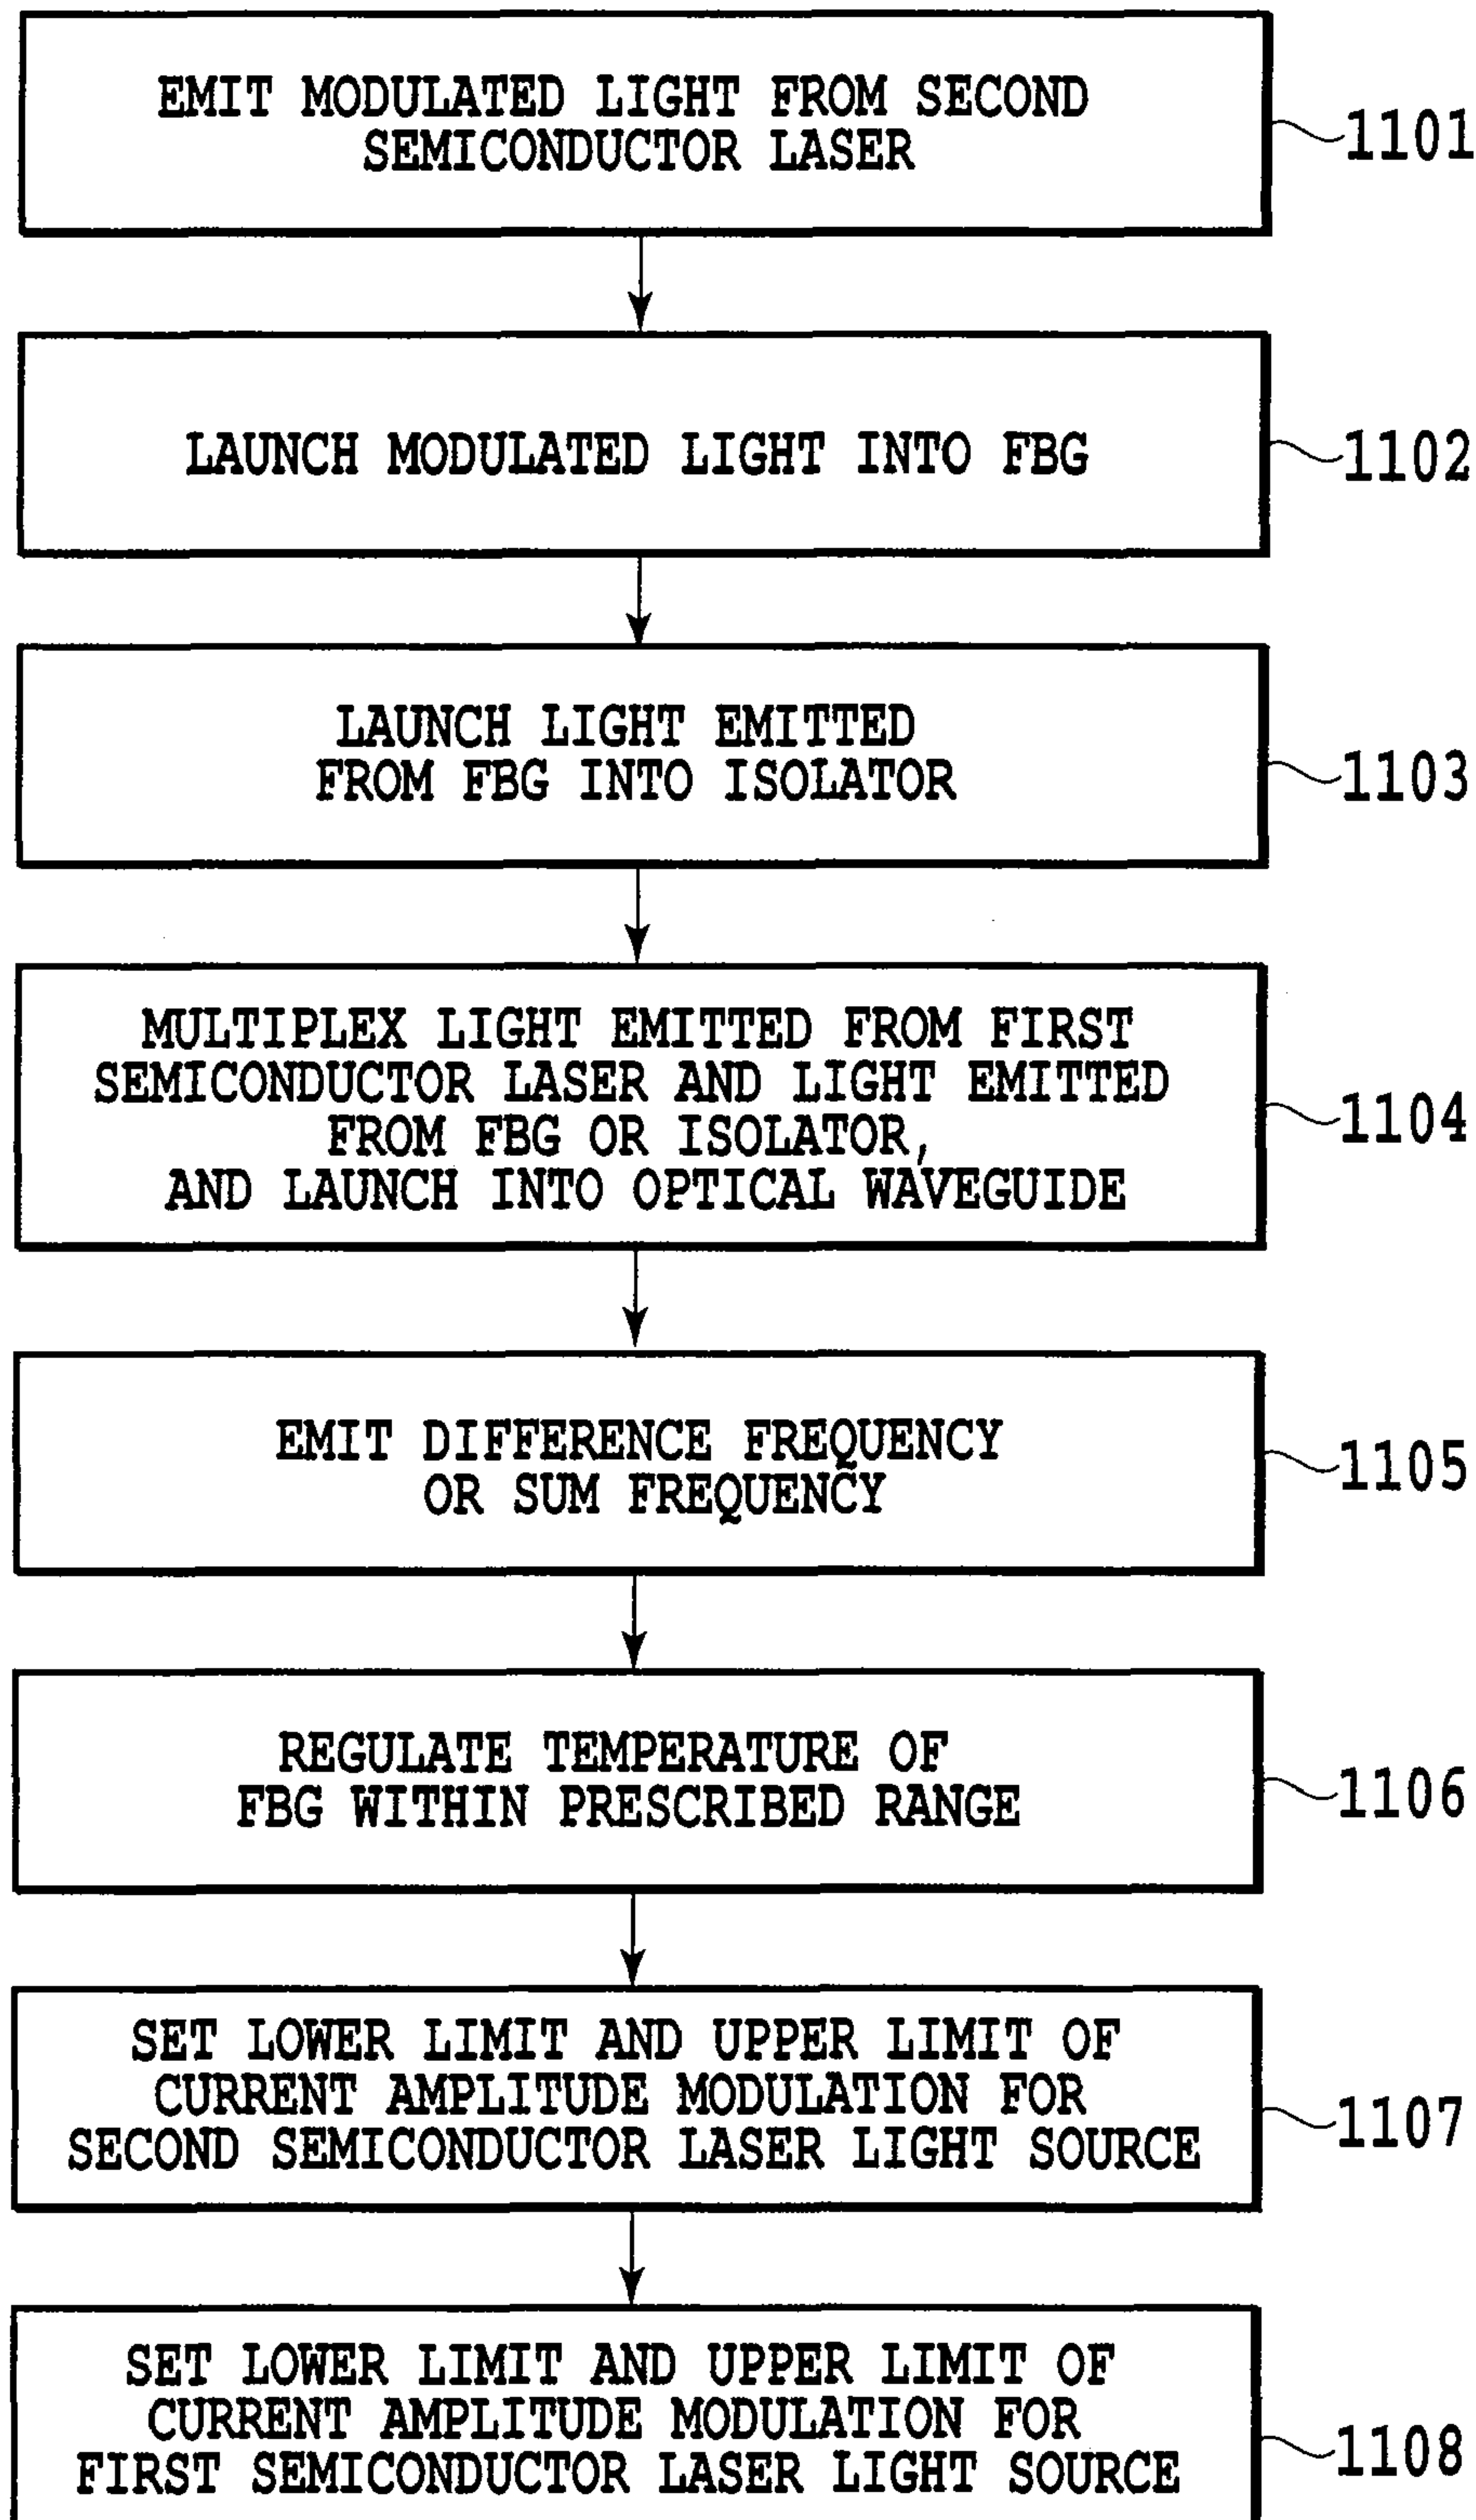 EMIT MODULATED LIGHT FROM SECOND
SEMICONDUCTOR LASER
1101
LAUNCH MODULATED LIGHT INTO FBG
1102
LAUNCH LIGHT EMITTED
FROM FBG INTO ISOLATOR
1103
MULTIPLEX LIGHT EMITTED FROM FIRST
SEMICONDUCTOR LASER AND LIGHT EMITTED
FROM FBG OR ISOLATOR,
AND LAUNCH INTO OPTICAL WAVEGUIDE
1104
EMIT DIFFERENCE FREQUENCY
OR SUM FREQUENCY
1105
REGULATE TEMPERATURE OF
FBG WITHIN PRESCRIBED RANGE
1106
SET LOWER LIMIT AND UPPER LIMIT OF
CURRENT AMPLITUDE MODULATION FOR
SECOND SEMICONDUCTOR LASER LIGHT SOURCE
1107
SET LOWER LIMIT AND UPPER LIMIT OF
CURRENT AMPLITUDE MODULATION FOR
FIRST SEMICONDUCTOR LASER LIGHT SOURCE
1108